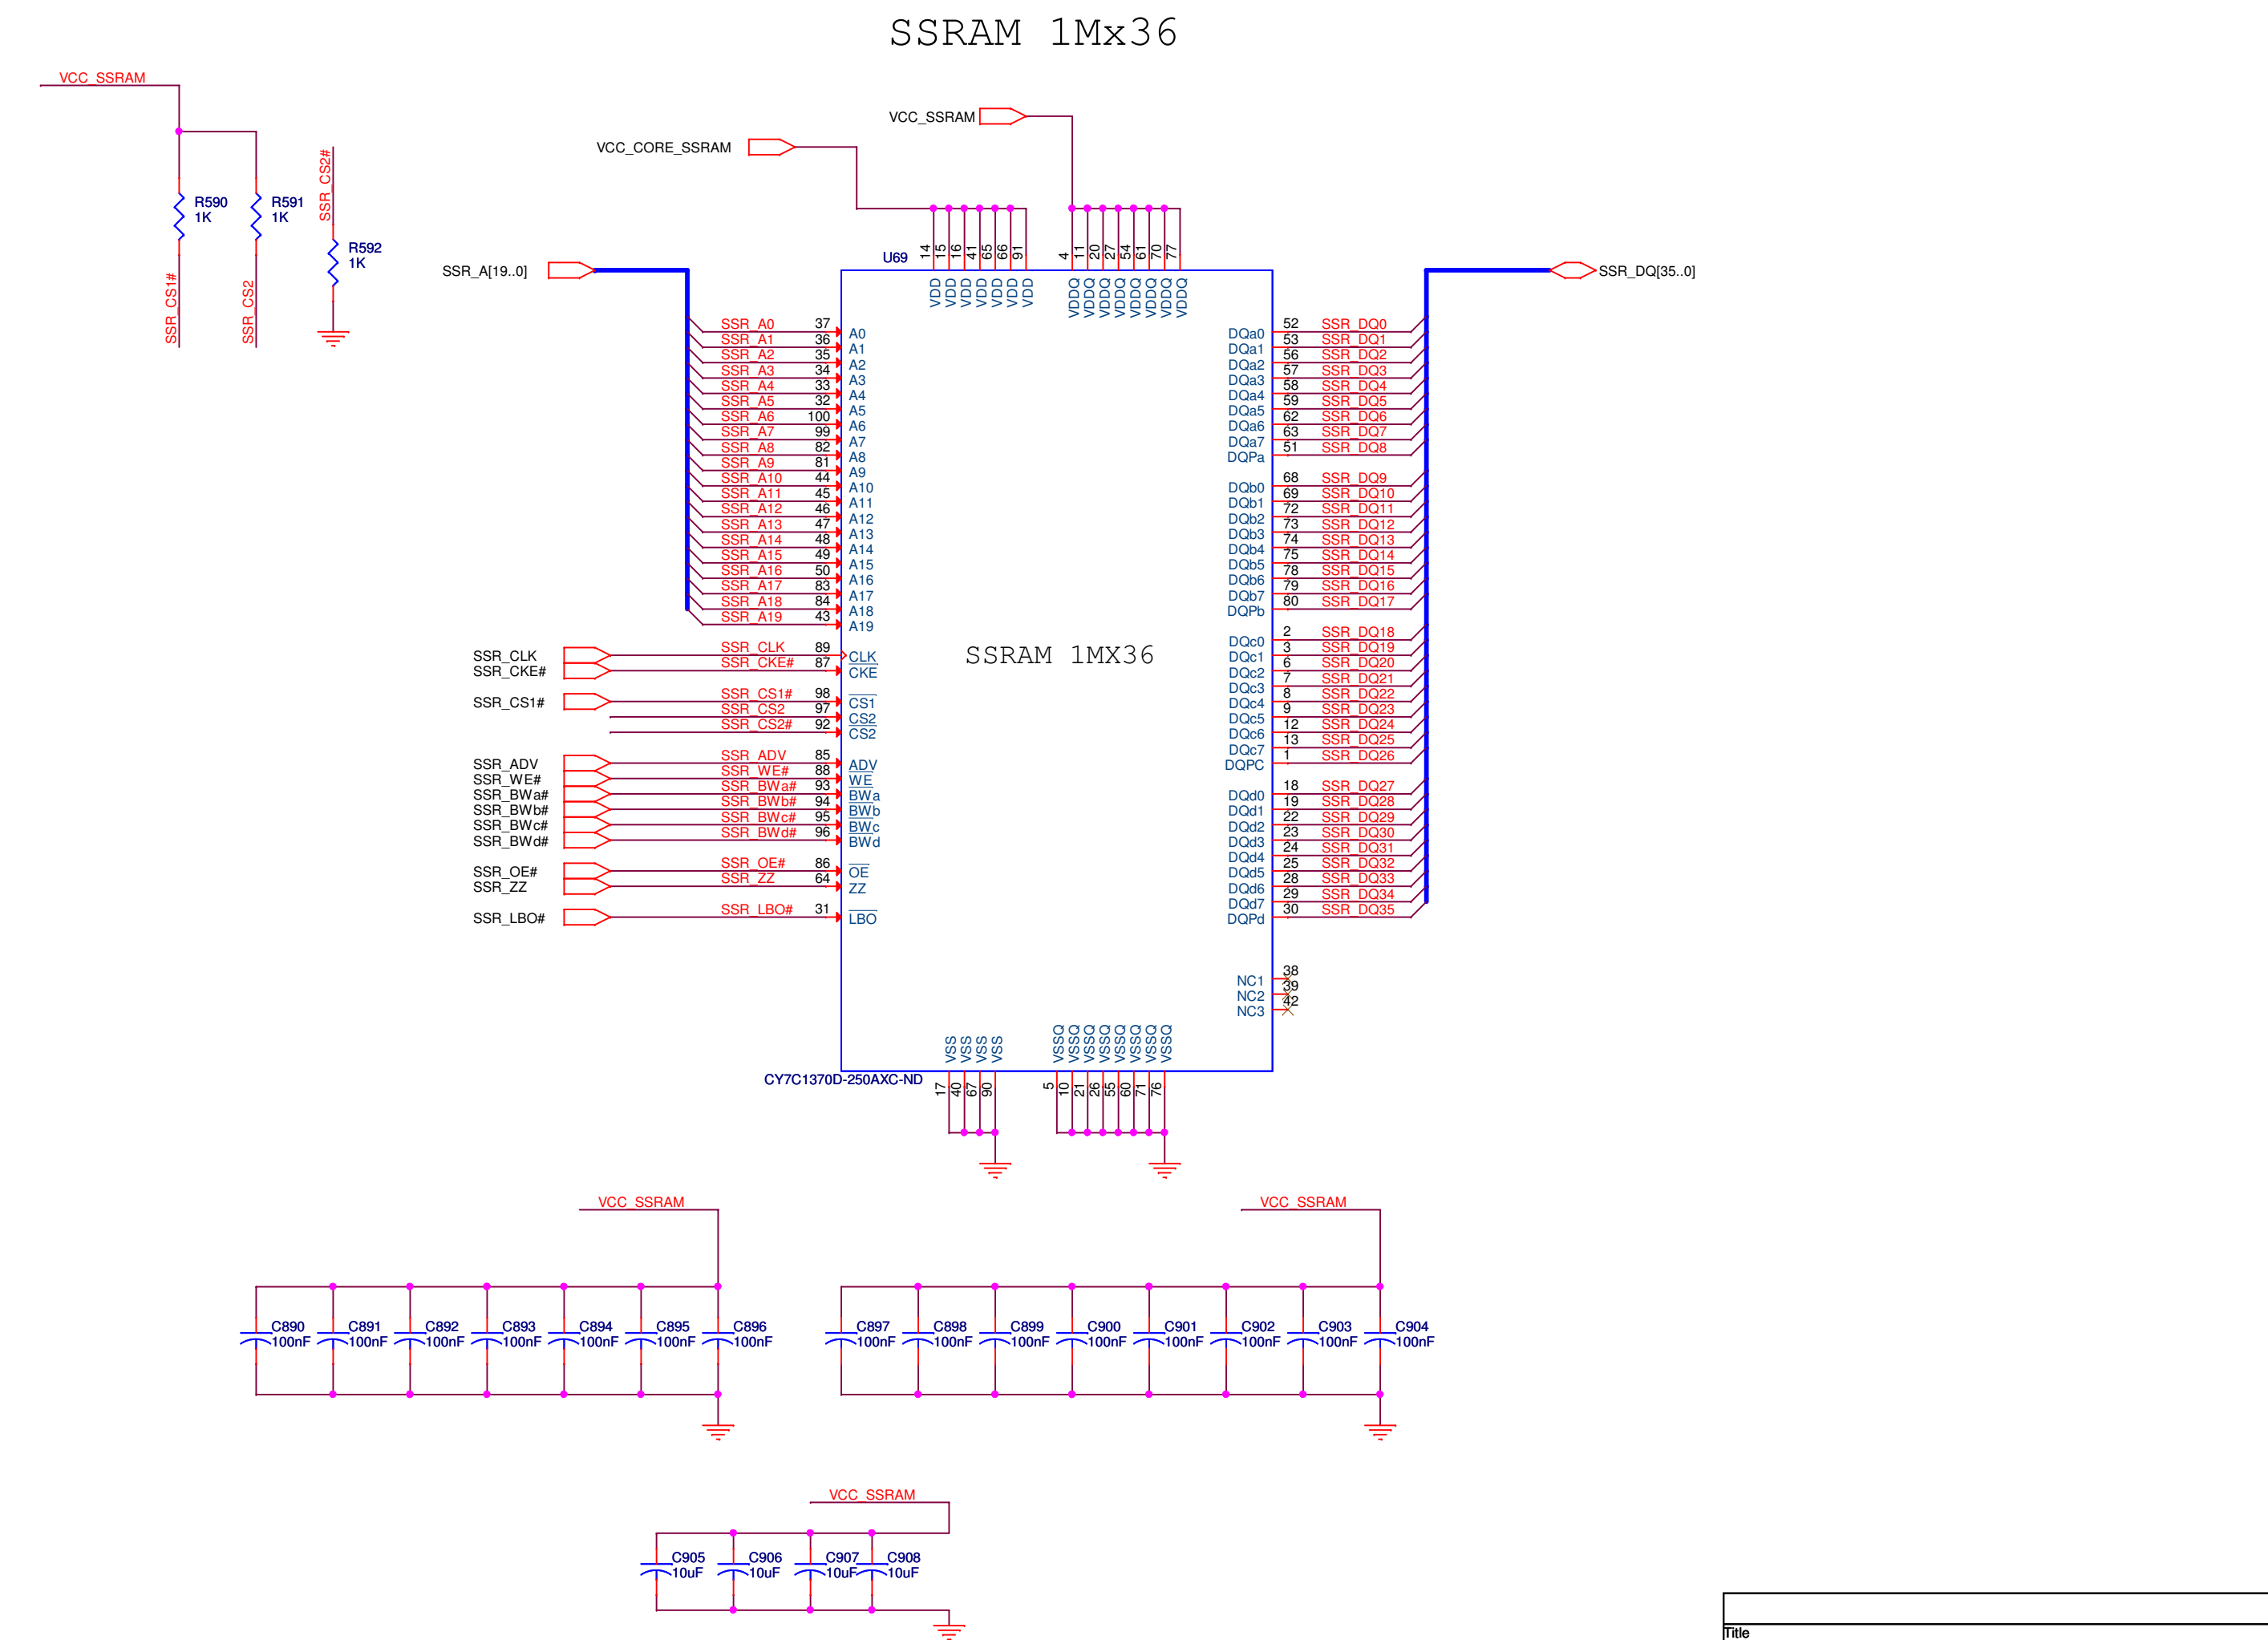 SSRAM 1Mx36
VCC_SSRAM
R590
1K
R591
1K
SSR_CS2#
R592
1K
SSR_CS1#
SSR_CS2
VCC_SSRAM
VCC_CORE_SSRAM
SSR_A[19..0]
SSR_DQ[35..0]
U69
14 15 16 41 65 66 91
VDD VDD VDD VDD VDD VDD VDD
4 11 20 27 54 61 70 77
VDDQ VDDQ VDDQ VDDQ VDDQ VDDQ VDDQ VDDQ
SSR_A0 37 A0
SSR_A1 36 A1
SSR_A2 35 A2
SSR_A3 34 A3
SSR_A4 33 A4
SSR_A5 32 A5
SSR_A6 100 A6
SSR_A7 99 A7
SSR_A8 82 A8
SSR_A9 81 A9
SSR_A10 44 A10
SSR_A11 45 A11
SSR_A12 46 A12
SSR_A13 47 A13
SSR_A14 48 A14
SSR_A15 49 A15
SSR_A16 50 A16
SSR_A17 83 A17
SSR_A18 84 A18
SSR_A19 43 A19
SSR_CLK SSR_CLK 89 CLK
SSR_CKE# SSR_CKE# 87 CKE
SSR_CS1# SSR_CS1# 98 CS1
SSR_CS2 97 CS2
SSR_CS2# 92 CS2
SSR_ADV SSR_ADV 85 ADV
SSR_WE# SSR_WE# 88 WE
SSR_BWa# SSR_BWa# 93 BWa
SSR_BWb# SSR_BWb# 94 BWb
SSR_BWc# SSR_BWc# 95 BWc
SSR_BWd# SSR_BWd# 96 BWd
SSR_OE# SSR_OE# 86 OE
SSR_ZZ SSR_ZZ 64 ZZ
SSR_LBO# SSR_LBO# 31 LBO
SSRAM 1MX36
DQa0 52 SSR_DQ0
DQa1 53 SSR_DQ1
DQa2 56 SSR_DQ2
DQa3 57 SSR_DQ3
DQa4 58 SSR_DQ4
DQa5 59 SSR_DQ5
DQa6 62 SSR_DQ6
DQa7 63 SSR_DQ7
DQPa 51 SSR_DQ8
DQb0 68 SSR_DQ9
DQb1 69 SSR_DQ10
DQb2 72 SSR_DQ11
DQb3 73 SSR_DQ12
DQb4 74 SSR_DQ13
DQb5 75 SSR_DQ14
DQb6 78 SSR_DQ15
DQb7 79 SSR_DQ16
DQPb 80 SSR_DQ17
DQc0 2 SSR_DQ18
DQc1 3 SSR_DQ19
DQc2 6 SSR_DQ20
DQc3 7 SSR_DQ21
DQc4 8 SSR_DQ22
DQc5 9 SSR_DQ23
DQc6 12 SSR_DQ24
DQc7 13 SSR_DQ25
DQPC 1 SSR_DQ26
DQd0 18 SSR_DQ27
DQd1 19 SSR_DQ28
DQd2 22 SSR_DQ29
DQd3 23 SSR_DQ30
DQd4 24 SSR_DQ31
DQd5 25 SSR_DQ32
DQd6 28 SSR_DQ33
DQd7 29 SSR_DQ34
DQPd 30 SSR_DQ35
NC1 38
NC2 39
NC3 42
VSS VSS VSS VSS
VSSQ VSSQ VSSQ VSSQ VSSQ VSSQ VSSQ VSSQ
CY7C1370D-250AXC-ND
17 40 67 90
5 10 21 26 55 60 71 76
VCC_SSRAM
C890 C891 C892 C893 C894 C895 C896
100nF 100nF 100nF 100nF 100nF 100nF 100nF
VCC_SSRAM
C897 C898 C899 C900 C901 C902 C903 C904
100nF 100nF 100nF 100nF 100nF 100nF 100nF 100nF
VCC_SSRAM
C905 C906 C907 C908
10uF 10uF 10uF 10uF
Title